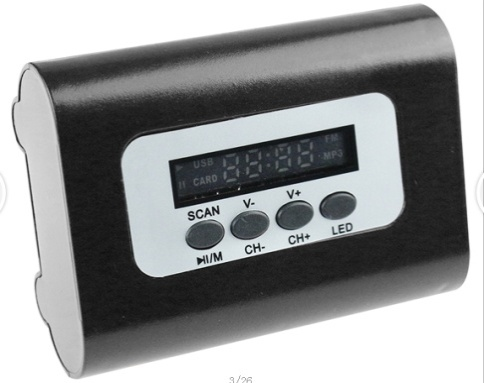 USB 88:88 FM
CARD MP3
SCAN V- V+
▶II/M CH- CH+ LED
3/26